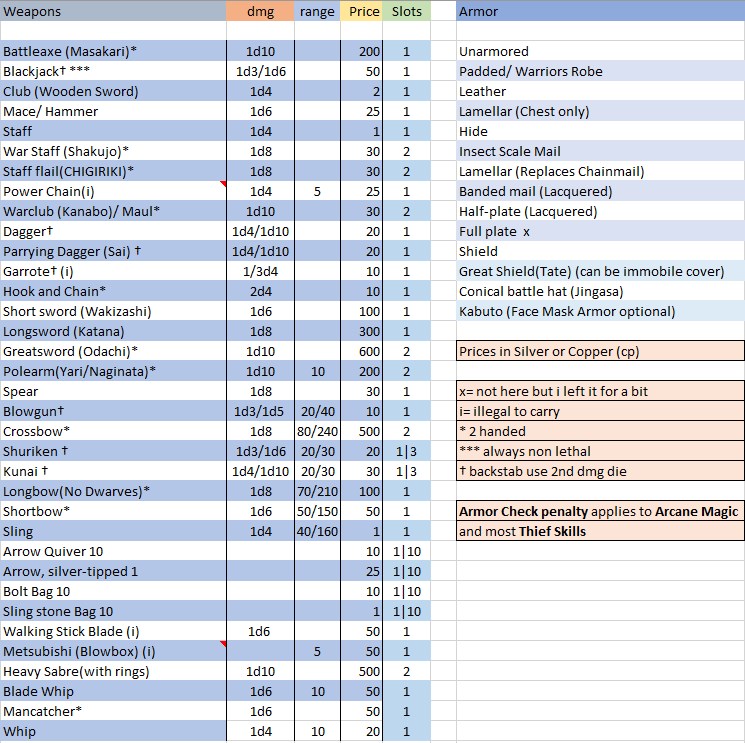 Weapons dmg range Price Slots Armor
Battleaxe (Masakari)* 1d10 200 1 Unarmored
Blackjack† *** 1d3/1d6 50 1 Padded/ Warriors Robe
Club (Wooden Sword) 1d4 2 1 Leather
Mace/ Hammer 1d6 25 1 Lamellar (Chest only)
Staff 1d4 1 1 Hide
War Staff (Shakujo)* 1d8 30 2 Insect Scale Mail
Staff flail(CHIGIRIKI)* 1d8 30 2 Lamellar (Replaces Chainmail)
Power Chain(i) 1d4 5 25 1 Banded mail (Lacquered)
Warclub (Kanabo)/ Maul* 1d10 30 2 Half-plate (Lacquered)
Dagger† 1d4/1d10 20 1 Full plate x
Parrying Dagger (Sai) † 1d4/1d10 20 1 Shield
Garrote† (i) 1/3d4 10 1 Great Shield(Tate) (can be immobile cover)
Hook and Chain* 2d4 10 1 Conical battle hat (Jingasa)
Short sword (Wakizashi) 1d6 100 1 Kabuto (Face Mask Armor optional)
Longsword (Katana) 1d8 300 1
Greatsword (Odachi)* 1d10 600 2 Prices in Silver or Copper (cp)
Polearm(Yari/Naginata)* 1d10 10 200 2
Spear 1d8 30 1 x= not here but i left it for a bit
Blowgun† 1d3/1d5 20/40 10 1 i= illegal to carry
Crossbow* 1d8 80/240 500 2 * 2 handed
Shuriken † 1d3/1d6 20/30 20 1|3 *** always non lethal
Kunai † 1d4/1d10 20/30 30 1|3 † backstab use 2nd dmg die
Longbow(No Dwarves)* 1d8 70/210 100 1
Shortbow* 1d6 50/150 50 1 Armor Check penalty applies to Arcane Magic
Sling 1d4 40/160 1 1 and most Thief Skills
Arrow Quiver 10 10 1|10
Arrow, silver-tipped 1 25 1|10
Bolt Bag 10 10 1|10
Sling stone Bag 10 1 1|10
Walking Stick Blade (i) 1d6 50 1
Metsubishi (Blowbox) (i) 5 50 1
Heavy Sabre(with rings) 1d10 500 2
Blade Whip 1d6 10 50 1
Mancatcher* 1d6 50 1
Whip 1d4 10 20 1